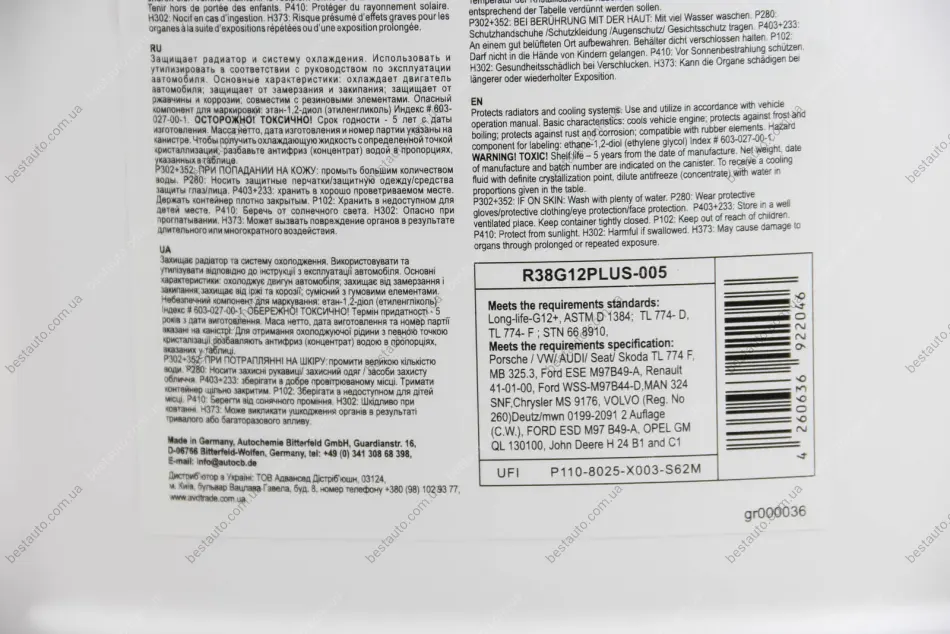 Tenir hors de portée des enfants. P410: Protéger du rayonnement solaire.
H302: Nocif en cas d'ingestion. H373: Risque présumé d'effets graves pour les
organes à la suite d'expositions répétées ou d'une exposition prolongée.
RU
Защищает радиатор и систему охлаждения. Использовать и
утилизировать в соответствии с руководством по эксплуатации
автомобиля. Основные характеристики: охлаждает двигатель
автомобиля; защищает от замерзания и закипания; защищает от
ржавчины и коррозии; совместим с резиновыми элементами. Опасный
компонент для маркировки: этан-1,2-диол (этиленгликоль) Индекс # 603-
027-00-1. ОСТОРОЖНО! ТОКСИЧНО! Срок годности - 5 лет с даты
изготовления. Масса нетто, дата изготовления и номер партии указаны на
канистре. Чтобы получить охлаждающую жидкость с определенной точкой
кристаллизации, разбавьте антифриз (концентрат) водой в пропорциях,
указанных в таблице.
P302+352: ПРИ ПОПАДАНИИ НА КОЖУ: промыть большим количеством
воды. P280: Носить защитные перчатки/защитную одежду/средства
защиты глаз/лица. P403+233: хранить в хорошо проветриваемом месте.
Держать контейнер плотно закрытым. P102: Хранить в недоступном для
детей месте. P410: Беречь от солнечного света. H302: Опасно при
проглатывании. H373: Может вызвать повреждение органов в результате
длительного или многократного воздействия.
UA
Захищає радіатор та систему охолодження. Використовувати та
утилізувати відповідно до інструкції з експлуатації автомобіля. Основні
характеристики: охолоджує двигун автомобіля; захищає від замерзання і
закипання; захищає від іржі та корозії; сумісний з гумовими елементами.
Небезпечний компонент для маркування: етан-1,2-діол (етиленгліколь)
Індекс # 603-027-00-1. ОБЕРЕЖНО! ТОКСИЧНО! Термін придатності - 5
років з дати виготовлення. Маса нетто, дата виготовлення та номер партії
вказані на каністрі. Для отримання охолоджуючої рідини з певною точкою
кристалізації розбавляють антифриз (концентрат) водою в пропорціях,
вказаних у таблиці.
P302+352: ПРИ ПОТРАПЛЯННІ НА ШКІРУ: промити великою кількістю
води. P280: Носити захисні рукавиці/ захисний одяг / засоби захисту
обличчя. P403+233: зберігати в добре провітрюваному місці. Тримати
контейнер щільно закритим. P102: Зберігати в недоступном для дітей
місці. P410: Берегти від сонячного проміння. H302: Шкідливо при
ковтанні. H373: Може викликати ушкодження органів в результаті
тривалого або багаторазового впливу.
Made in Germany, Autochemie Bitterfeld GmbH, Guardianstr. 16,
D-06766 Bitterfeld-Wolfen, Germany, tel: +49 (0) 341 308 68 398,
E-mail: info@autocb.de
Дистриб'ютор в Україні: ТОВ Адвансед Дістріб'юшн, 03124,
м. Київ, бульвар Вацлава Гавела, буд. 8, номер телефону +380 (98) 102 93 77,
www.avdtrade.com.ua
entsprechend der Tabelle verdünnt werden sollen.
P302+352: BEI BERÜHRUNG MIT DER HAUT: Mit viel Wasser waschen. P280:
Schutzhandschuhe /Schutzkleidung /Augenschutz/ Gesichtsschutz tragen. P403+233:
An einem gut belüfteten Ort aufbewahren. Behälter dicht verschlossen halten. P102:
Darf nicht in die Hände von Kindern gelangen. P410: Vor Sonnenbestrahlung schützen.
H302: Gesundheitsschädlich bei Verschlucken. H373: Kann die Organe schädigen bei
längerer oder wiederholter Exposition.
EN
Protects radiators and cooling systems. Use and utilize in accordance with vehicle
operation manual. Basic characteristics: cools vehicle engine; protects against frost and
boiling; protects against rust and corrosion; compatible with rubber elements. Hazard
component for labeling: ethane-1,2-diol (ethylene glycol) index # 603-027-00-1.
WARNING! TOXIC! Shelf life – 5 years from the date of manufacture. Net weight, date
of manufacture and batch number are indicated on the canister. To receive a cooling
fluid with definite crystallization point, dilute antifreeze (concentrate) with water in
proportions given in the table.
P302+352: IF ON SKIN: Wash with plenty of water. P280: Wear protective
gloves/protective clothing/eye protection/face protection. P403+233: Store in a well
ventilated place. Keep container tightly closed. P102: Keep out of reach of children.
P410: Protect from sunlight. H302: Harmful if swallowed. H373: May cause damage to
organs through prolonged or repeated exposure.
R38G12PLUS-005
Meets the requirements standards:
Long-life-G12+, ASTM D 1384; TL 774- D,
TL 774- F ; STN 66 8910,
Meets the requirements specification:
Porsche / VW/ AUDI/ Seat/ Skoda TL 774 F,
MB 325.3, Ford ESE M97B49-A, Renault
41-01-00, Ford WSS-M97B44-D,MAN 324
SNF,Chrysler MS 9176, VOLVO (Reg. No
260)Deutz/mwn 0199-2091 2 Auflage
(C.W.), FORD ESD M97 B49-A, OPEL GM
QL 130100, John Deere H 24 B1 and C1
UFI P110-8025-X003-S62M
4 260636 922046
gr000036
bestauto.com.ua